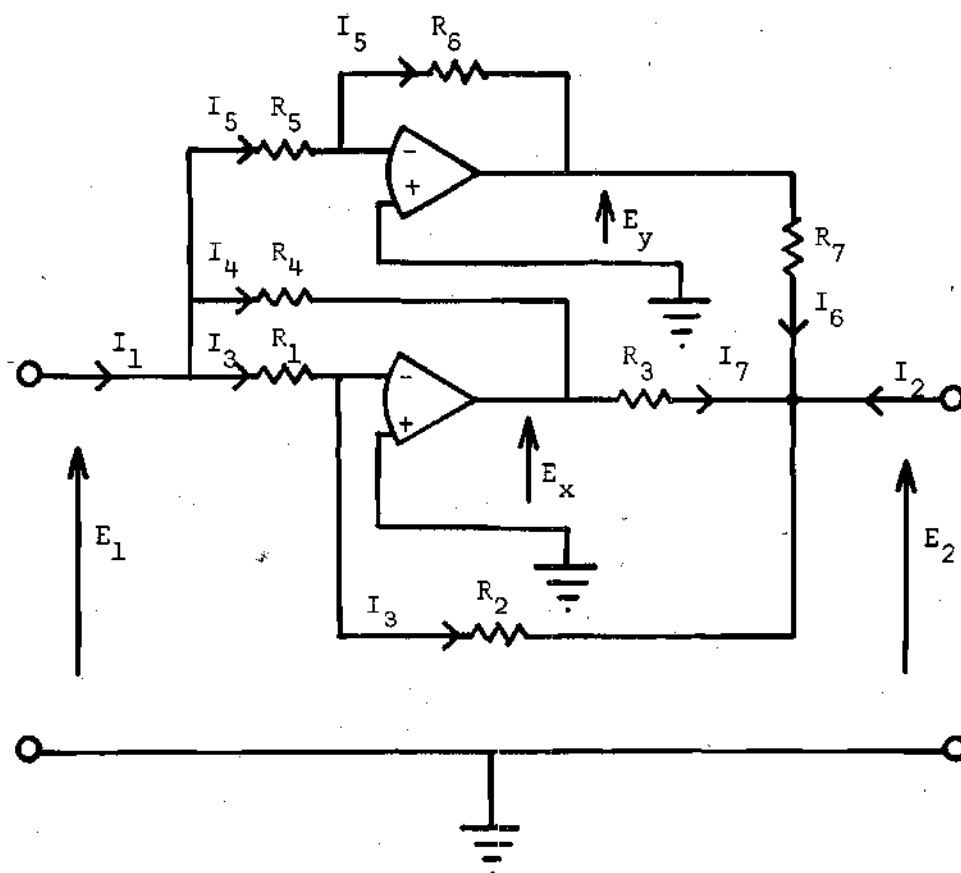 I5 R6
I5 R5
-
+
Ey
R7
I4 R4
I6
I1 I3 R1
-
+
R3 I7
I2
Ex
E1
E2
I3 R2